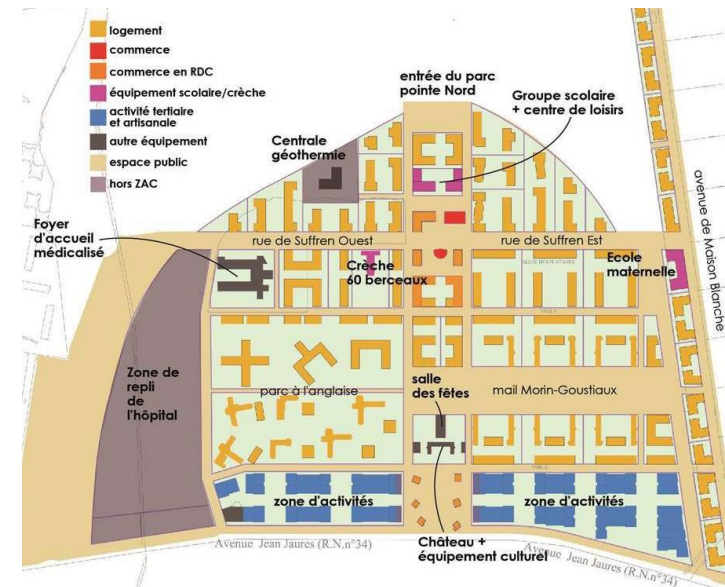 logement
commerce
commerce en RDC
équipement scolaire/crèche
activité tertiaire
et artisanale
autre équipement
espace public
hors ZAC
entrée du parc
pointe Nord
Groupe scolaire
+ centre de loisirs
Centrale
géothermie
avenue de Maison Blanche
Foyer
d'accueil
médicalisé
rue de Suffren Ouest
rue de Suffren Est
Crèche
60 berceaux
Ecole
maternelle
Zone de
repli
de
l'hôpital
parc à l'anglaise
salle
des fêtes
mail Morin-Goustiaux
zone d'activités
zone d'activités
Château +
équipement culturel
Avenue Jean Jaures (R.N.n°34)
Avenue Jean Jaures (R.N.n°34)